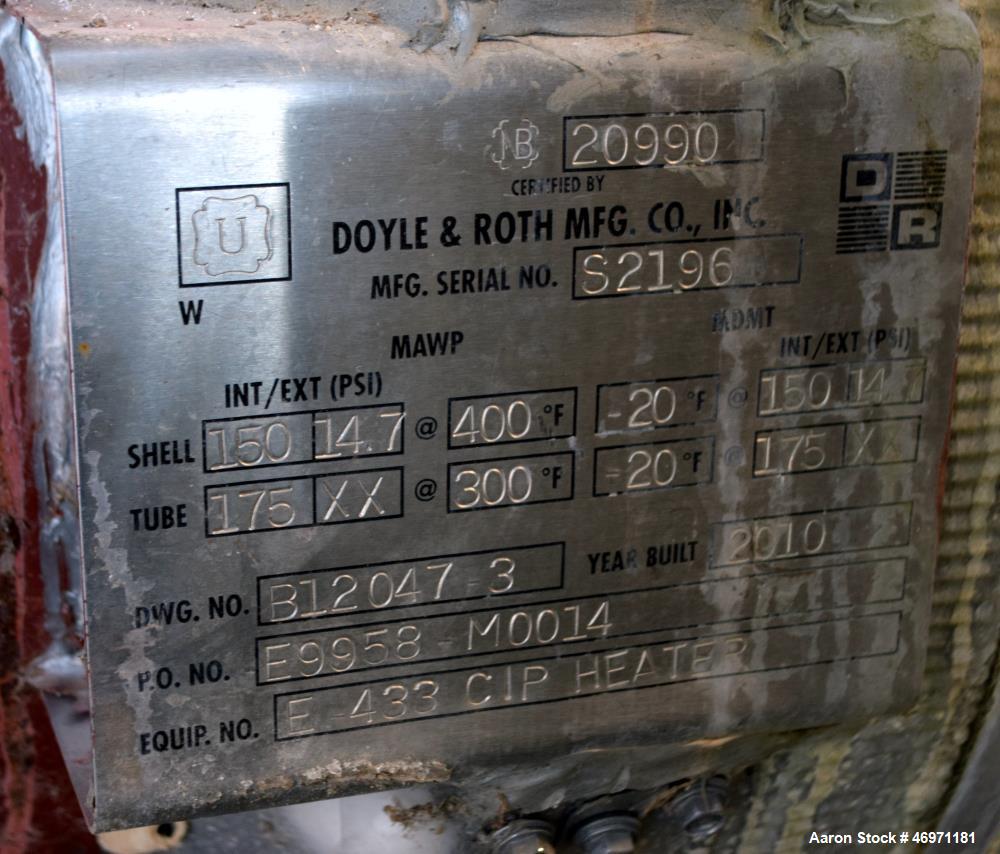 NB 20990
CERTIFIED BY
U
DOYLE & ROTH MFG. CO., INC.
D R
W
MFG. SERIAL NO. S2196
MAWP MDMT
INT/EXT (PSI) INT/EXT (PSI)
SHELL 150 14.7 @ 400 °F -20 °F @ 150 14.7
TUBE 175 XX @ 300 °F -20 °F @ 175 XX
DWG. NO. B12047-3 YEAR BUILT 2010
P.O. NO. E9958-M0014
EQUIP. NO. E-433 CIP HEATER
Aaron Stock # 46971181